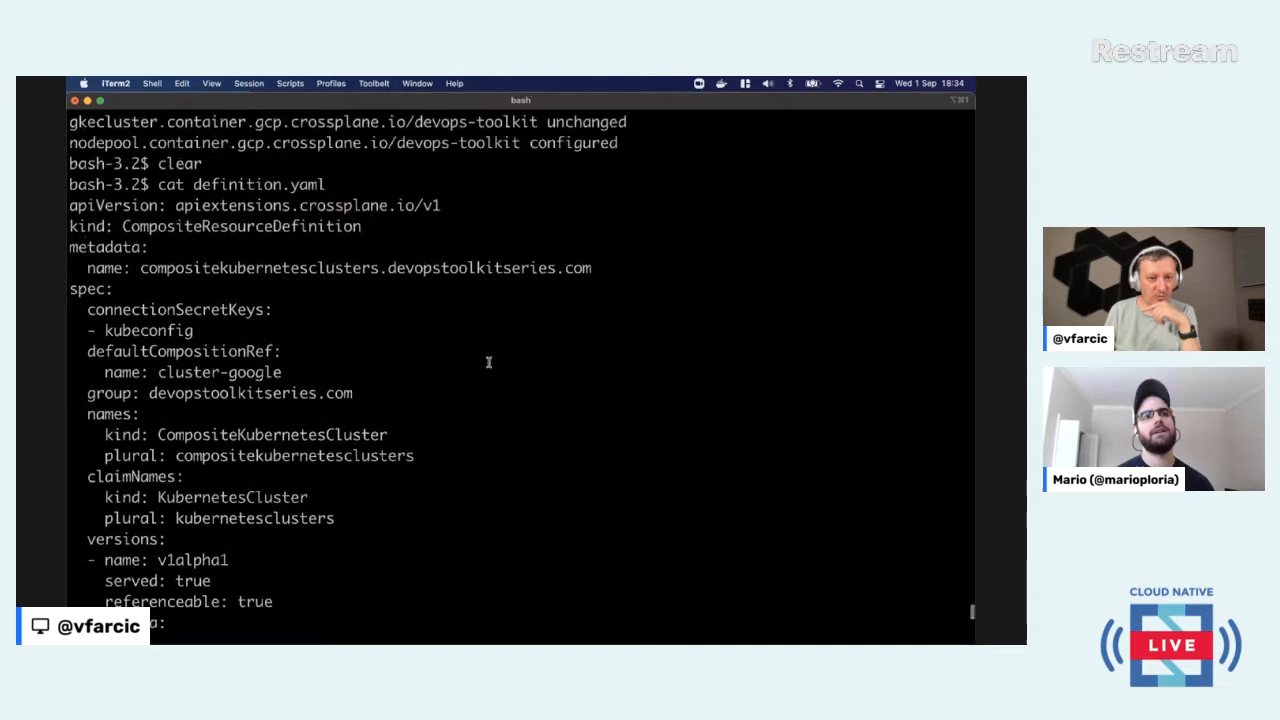 Restream
iTerm2 Shell Edit View Session Scripts Profiles Toolbelt Window Help Wed 1 Sep 18:34
bash ⌥⌘1
gkecluster.container.gcp.crossplane.io/devops-toolkit unchanged
nodepool.container.gcp.crossplane.io/devops-toolkit configured
bash-3.2$ clear
bash-3.2$ cat definition.yaml
apiVersion: apiextensions.crossplane.io/v1
kind: CompositeResourceDefinition
metadata:
  name: compositekubernetesclusters.devopstoolkitseries.com
spec:
  connectionSecretKeys:
  - kubeconfig
  defaultCompositionRef:
    name: cluster-google
  group: devopstoolkitseries.com
  names:
    kind: CompositeKubernetesCluster
    plural: compositekubernetesclusters
  claimNames:
    kind: KubernetesCluster
    plural: kubernetesclusters
  versions:
  - name: v1alpha1
    served: true
    referenceable: true
a:
@vfarcic
@vfarcic
Mario (@marioploria)
CLOUD NATIVE
LIVE